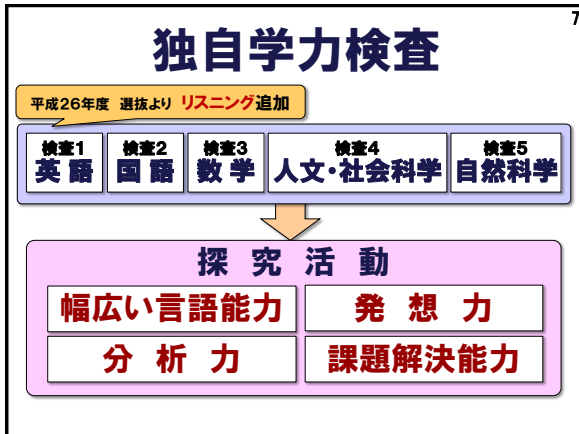 7
独自学力検査
平成26年度 選抜より リスニング追加
検査1 検査2 検査3 検査4 検査5
英語 国語 数学 人文・社会科学 自然科学
探究活動
幅広い言語能力 発想力
分析力 課題解決能力